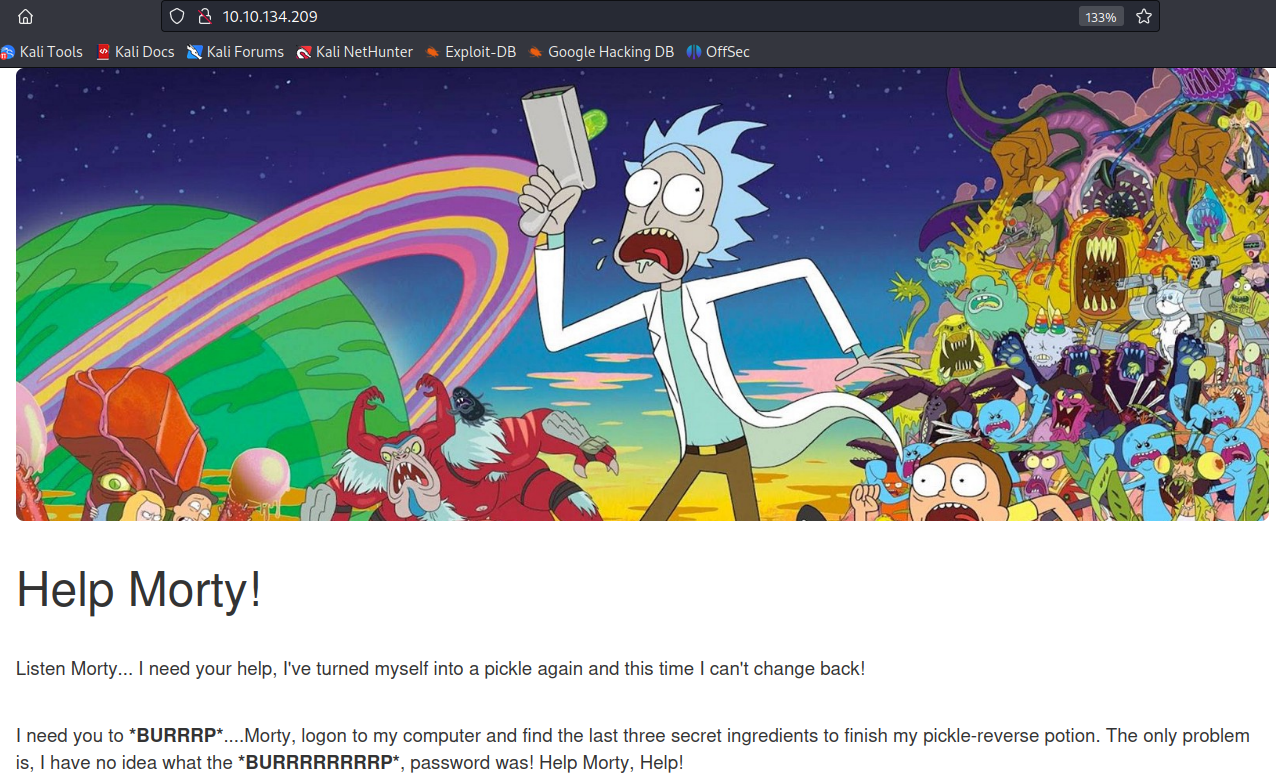 10.10.134.209
133%
Kali Tools Kali Docs Kali Forums Kali NetHunter Exploit-DB Google Hacking DB OffSec
Help Morty!
Listen Morty... I need your help, I've turned myself into a pickle again and this time I can't change back!
I need you to *BURRRP*....Morty, logon to my computer and find the last three secret ingredients to finish my pickle-reverse potion. The only problem
is, I have no idea what the *BURRRRRRRRP*, password was! Help Morty, Help!